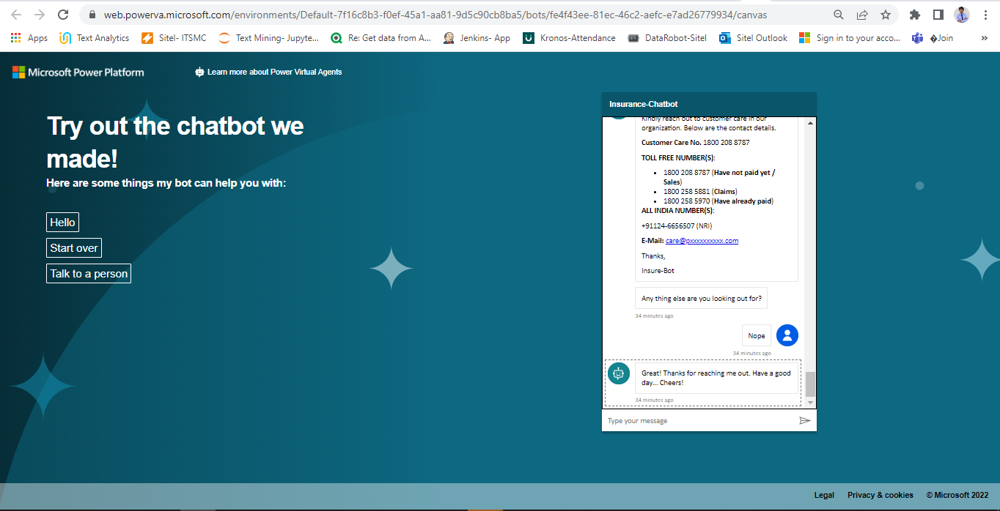 web.powerva.microsoft.com/environments/Default-7f16c8b3-f0ef-45a1-aa81-9d5c90cb8ba5/bots/fe4f43ee-81ec-46c2-aefc-e7ad26779934/canvas
Apps Text Analytics Sitel- ITSMC Text Mining- Jupyte... Re: Get data from A... Jenkins- App Kronos-Attendance DataRobot-Sitel Sitel Outlook Sign in to your acco... �Join »
Microsoft Power Platform Learn more about Power Virtual Agents
Try out the chatbot we
made!
Here are some things my bot can help you with:
Hello
Start over
Talk to a person
Insurance-Chatbot
Kindly reach out to customer care in our
organization. Below are the contact details.
Customer Care No. 1800 208 8787
TOLL FREE NUMBER(S):
• 1800 208 8787 (Have not paid yet /
Sales)
• 1800 258 5881 (Claims)
• 1800 258 5970 (Have already paid)
ALL INDIA NUMBER(S):
+91124-6656507 (NRI)
E-Mail: care@pxxxxxxxxxx.com
Thanks,
Insure-Bot
Any thing else are you looking out for?
34 minutes ago
Nope
34 minutes ago
Great! Thanks for reaching me out. Have a good
day... Cheers!
34 minutes ago
Type your message
Legal Privacy & cookies © Microsoft 2022